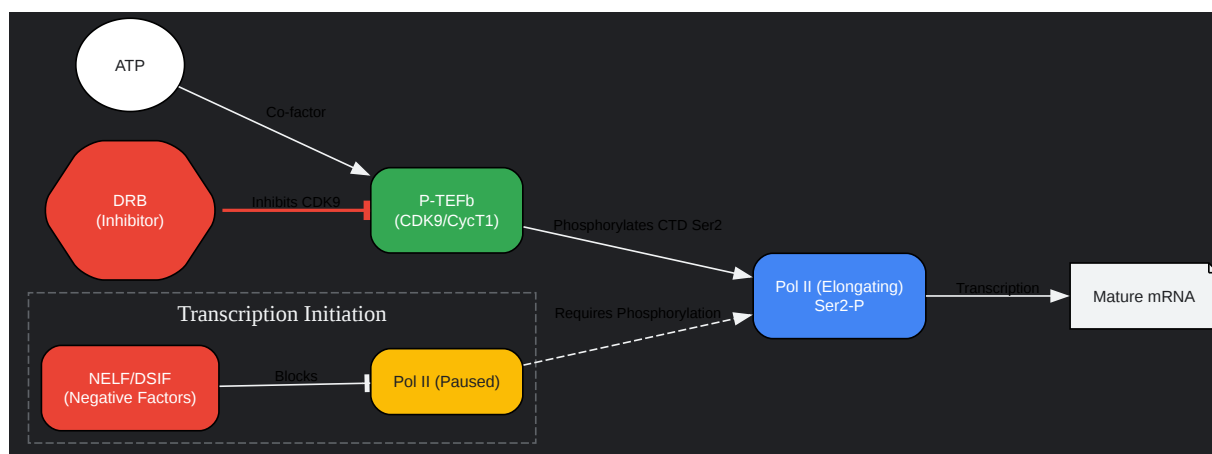 ATP
Co-factor
DRB
(Inhibitor)
Inhibits CDK9
P-TEFb
(CDK9/CycT1)
Phosphorylates CTD Ser2
Pol II (Elongating)
Ser2-P
Transcription
Mature mRNA
Transcription Initiation
Requires Phosphorylation
NELF/DSIF
(Negative Factors)
Blocks
Pol II (Paused)